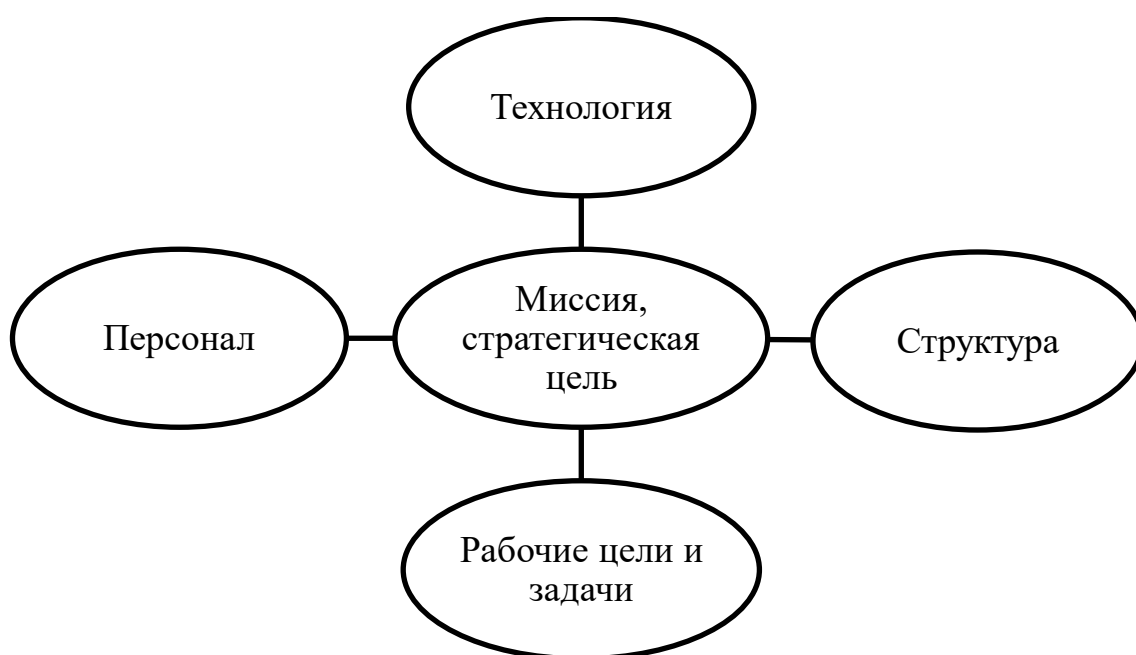 Технология
Персонал
Миссия,
стратегическая
цель
Структура
Рабочие цели и
задачи